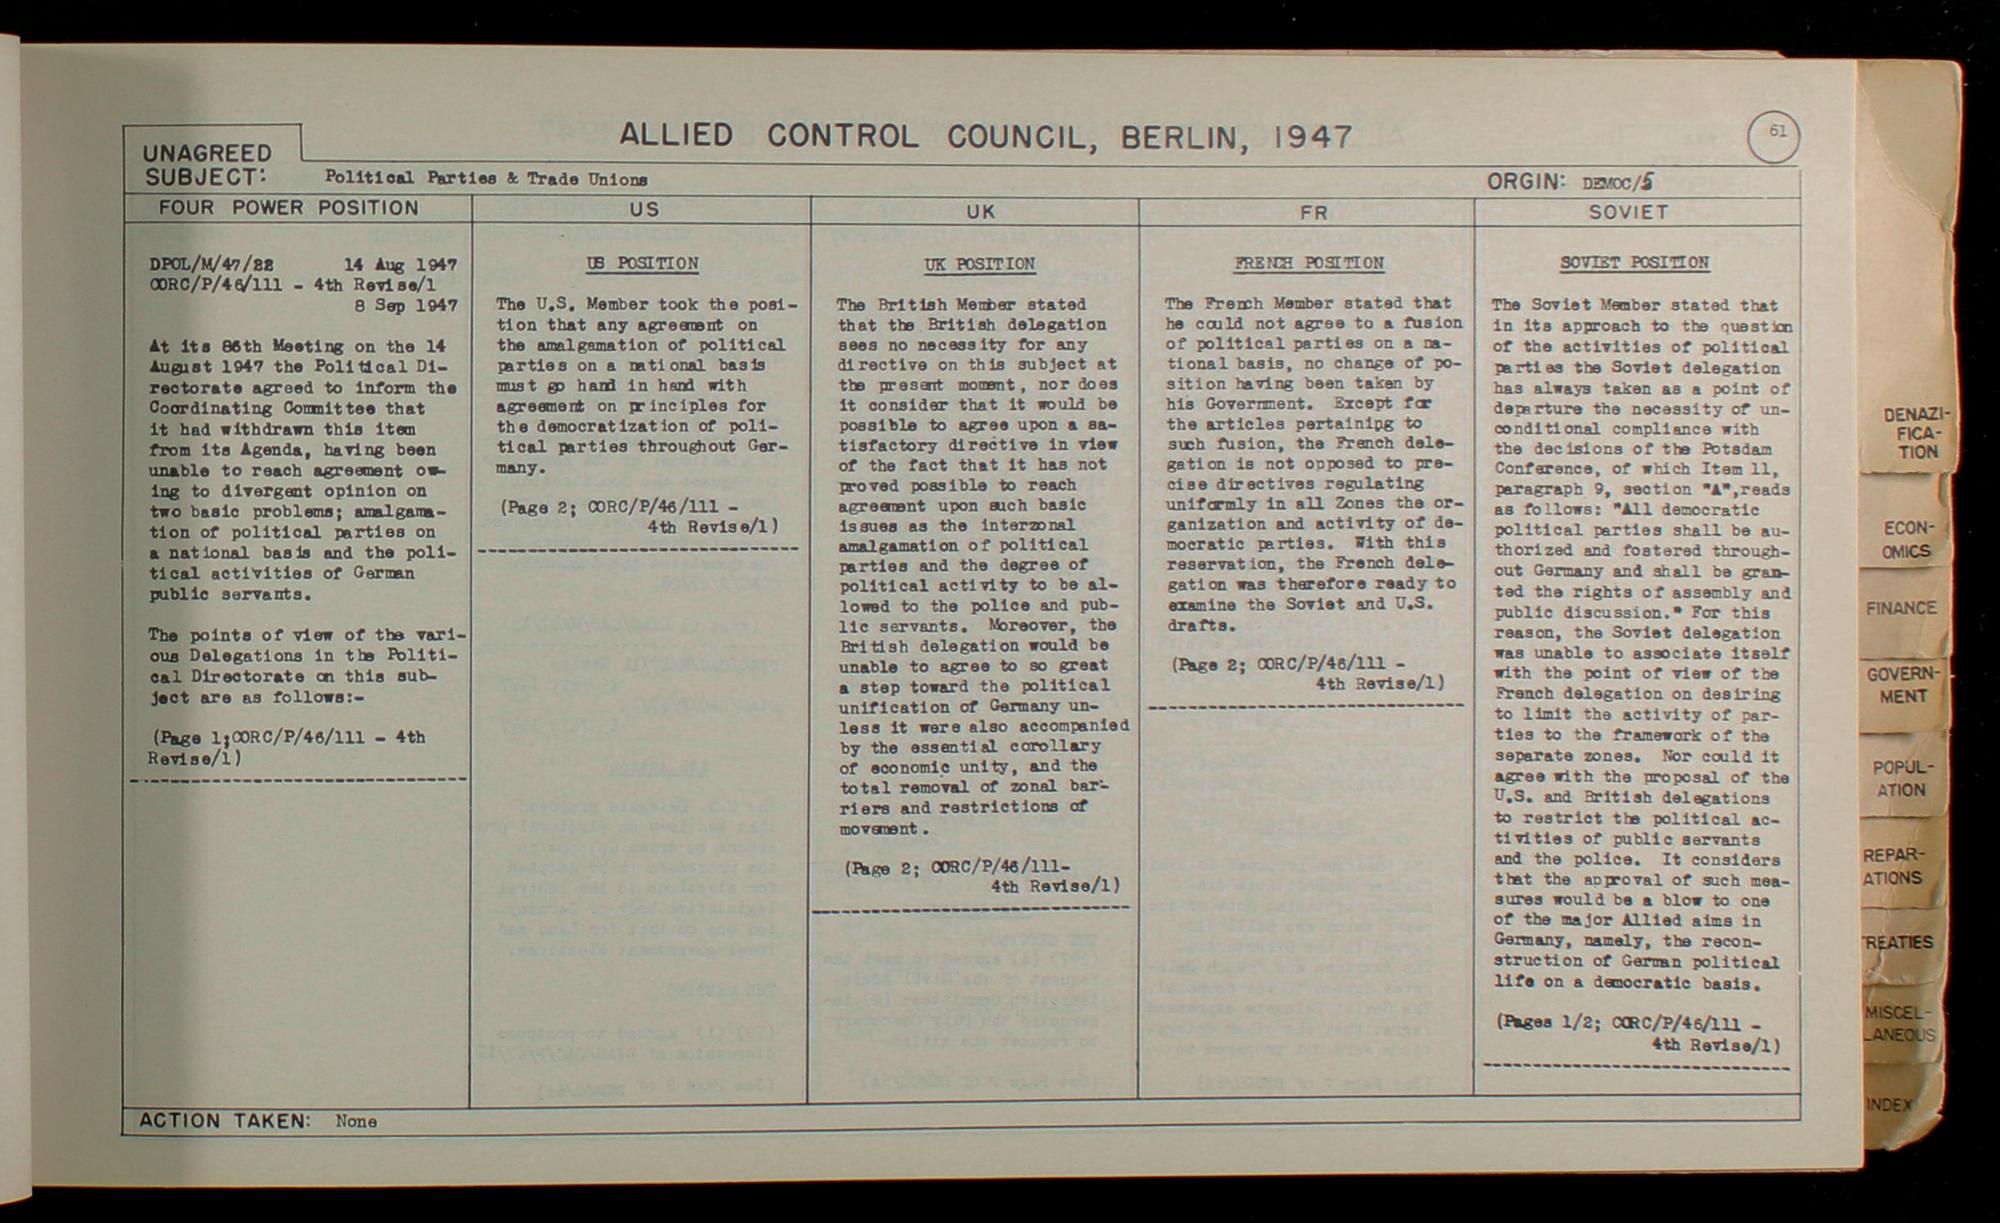 ALLIED CONTROL COUNCIL, BERLIN, 1947
61
UNAGREED
SUBJECT: Political Parties & Trade Unions
ORGIN: DEMOC/5
FOUR POWER POSITION
DPOL/M/47/22 14 Aug 1947
CORC/P/46/111 - 4th Revise/1
8 Sep 1947
At its 86th Meeting on the 14
August 1947 the Political Di-
rectorate agreed to inform the
Coordinating Committee that
it had withdrawn this item
from its Agenda, having been
unable to reach agreement ow-
ing to divergent opinion on
two basic problems; amalgama-
tion of political parties on
a national basis and the poli-
tical activities of German
public servants.
The points of view of the vari-
ous Delegations in the Politi-
cal Directorate on this sub-
ject are as follows:-
(Page 1;CORC/P/46/111 - 4th
Revise/1)
US
US POSITION
The U.S. Member took the posi-
tion that any agreement on
the amalgamation of political
parties on a national basis
must go hand in hand with
agreement on principles for
the democratization of poli-
tical parties throughout Ger-
many.
(Page 2; CORC/P/46/111 -
4th Revise/1)
UK
UK POSITION
The British Member stated
that the British delegation
sees no necessity for any
directive on this subject at
the present moment, nor does
it consider that it would be
possible to agree upon a sa-
tisfactory directive in view
of the fact that it has not
proved possible to reach
agreement upon such basic
issues as the interzonal
amalgamation of political
parties and the degree of
political activity to be al-
lowed to the police and pub-
lic servants. Moreover, the
British delegation would be
unable to agree to so great
a step toward the political
unification of Germany un-
less it were also accompanied
by the essential corollary
of economic unity, and the
total removal of zonal bar-
riers and restrictions of
movement.
(Page 2; CORC/P/46/111-
4th Revise/1)
FR
FRENCH POSITION
The French Member stated that
he could not agree to a fusion
of political parties on a na-
tional basis, no change of po-
sition having been taken by
his Government. Except for
the articles pertaining to
such fusion, the French dele-
gation is not opposed to pre-
cise directives regulating
uniformly in all Zones the or-
ganization and activity of de-
mocratic parties. With this
reservation, the French dele-
gation was therefore ready to
examine the Soviet and U.S.
drafts.
(Page 2; CORC/P/46/111 -
4th Revise/1)
SOVIET
SOVIET POSITION
The Soviet Member stated that
in its approach to the question
of the activities of political
parties the Soviet delegation
has always taken as a point of
departure the necessity of un-
conditional compliance with
the decisions of the Potsdam
Conference, of which Item 11,
paragraph 9, section "A",reads
as follows: "All democratic
political parties shall be au-
thorized and fostered through-
out Germany and shall be gran-
ted the rights of assembly and
public discussion." For this
reason, the Soviet delegation
was unable to associate itself
with the point of view of the
French delegation on desiring
to limit the activity of par-
ties to the framework of the
separate zones. Nor could it
agree with the proposal of the
U.S. and British delegations
to restrict the political ac-
tivities of public servants
and the police. It considers
that the approval of such mea-
sures would be a blow to one
of the major Allied aims in
Germany, namely, the recon-
struction of German political
life on a democratic basis.
(Pages 1/2; CORC/P/46/111 -
4th Revise/1)
ACTION TAKEN: None
DENAZI-
FICA-
TION
ECON-
OMICS
FINANCE
GOVERN-
MENT
POPUL-
ATION
REPAR-
ATIONS
TREATIES
MISCEL-
LANEOUS
INDEX